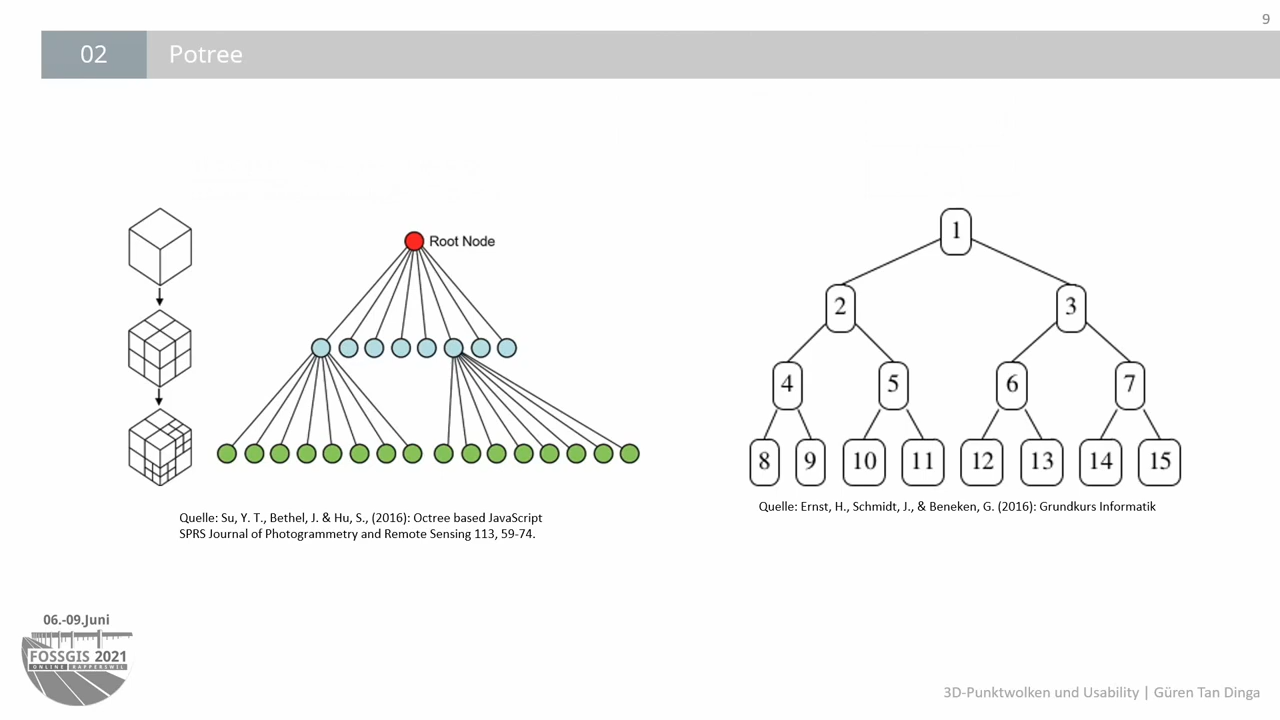 9
02
Potree
Root Node
1
2 3
4 5 6 7
8 9 10 11 12 13 14 15
Quelle: Su, Y. T., Bethel, J. & Hu, S., (2016): Octree based JavaScript
SPRS Journal of Photogrammetry and Remote Sensing 113, 59-74.
Quelle: Ernst, H., Schmidt, J., & Beneken, G. (2016): Grundkurs Informatik
06.-09.Juni
FOSSGIS 2021
ONLINE RAPPERSWIL
3D-Punktwolken und Usability | Güren Tan Dinga